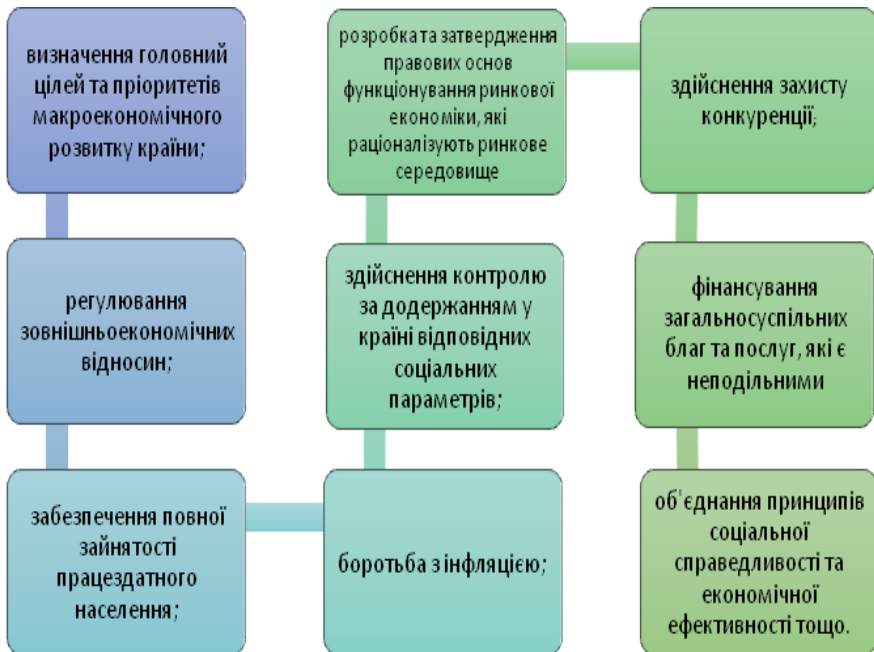 визначення головний
цілей та пріоритетів
макроекономічного
розвитку країни;
регулювання
зовнішньоекономічних
відносин;
забезпечення повної
зайнятості
працездатного
населення;
боротьба з інфляцією;
здійснення контролю
за додержанням у
країні відповідних
соціальних
параметрів;
розробка та затвердження
правових основ
функціонування ринкової
економіки, які
раціоналізують ринкове
середовище
здійснення захисту
конкуренції;
фінансування
загальносуспільних
благ та послуг, які є
неподільними
об'єднання принципів
соціальної
справедливості та
економічної
ефективності тощо.